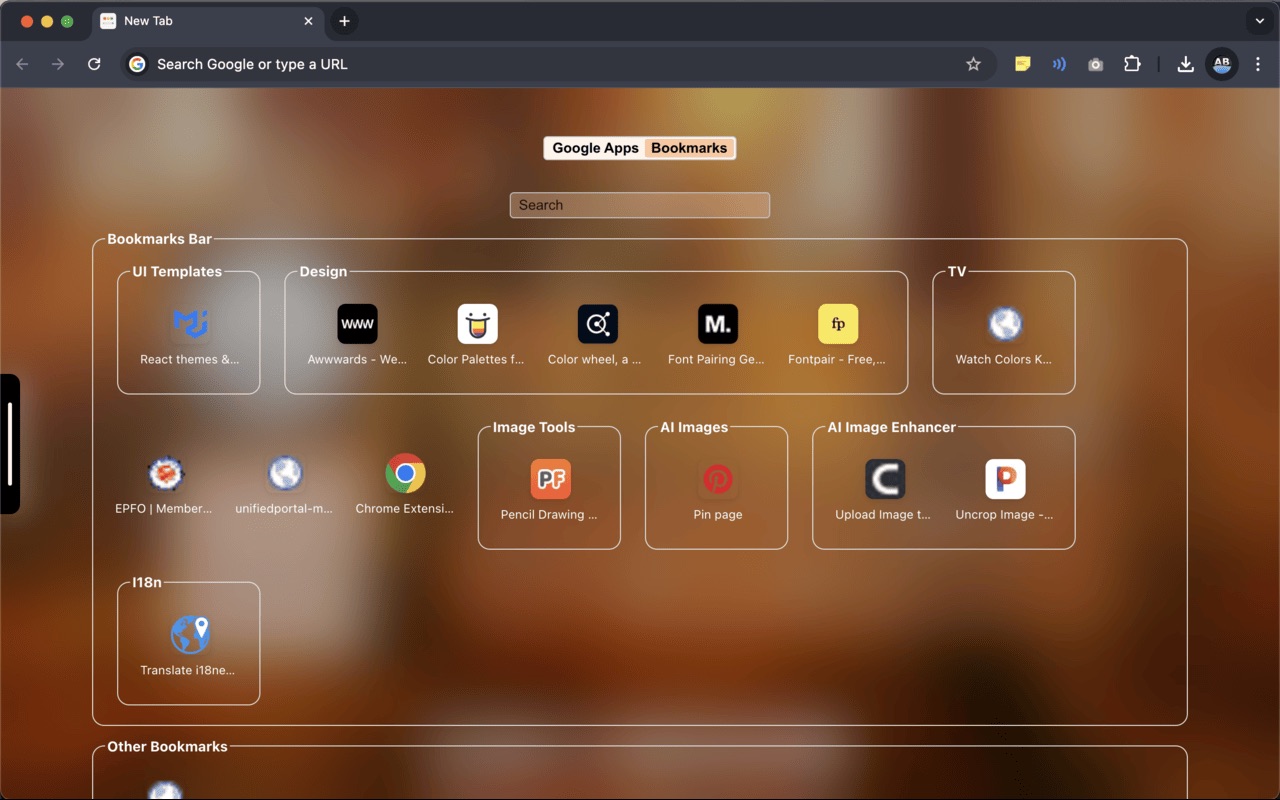 New Tab
Search Google or type a URL
AB
Google Apps Bookmarks
Search
Bookmarks Bar
UI Templates
Design
TV
www
M.
fp
React themes &...
Awwwards - We...
Color Palettes f...
Color wheel, a ...
Font Pairing Ge...
Fontpair - Free,...
Watch Colors K...
Image Tools
AI Images
AI Image Enhancer
PF
EPFO | Member...
unifiedportal-m...
Chrome Extensi...
Pencil Drawing ...
Pin page
Upload Image t...
Uncrop Image -...
I18n
Translate i18ne...
Other Bookmarks